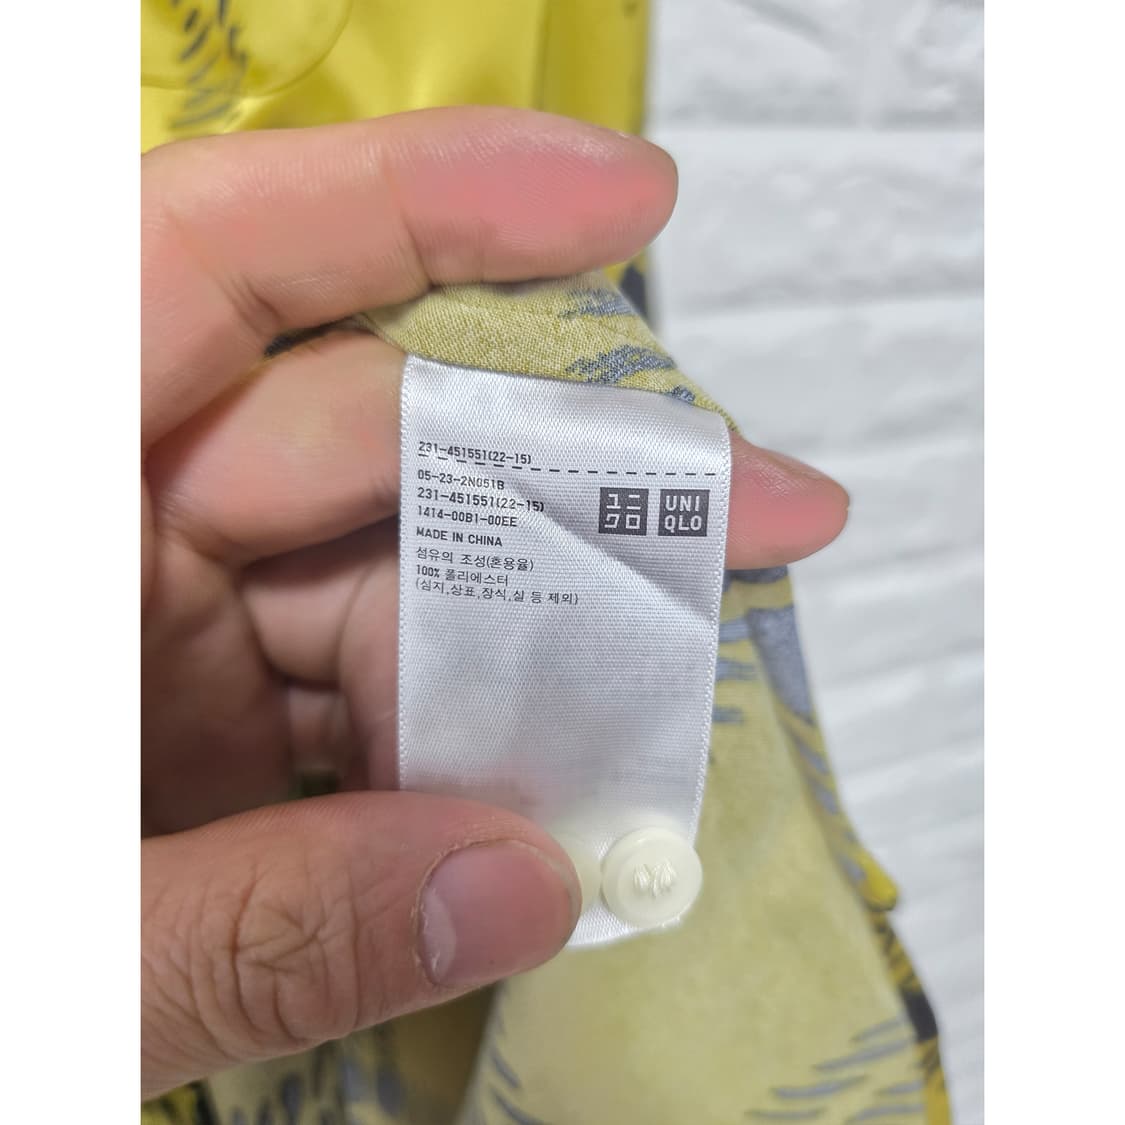 231-451551(22-15)
05-23-2N051B
231-451551(22-15)
1414-00B1-00EE
MADE IN CHINA
섬유의 조성(혼용율)
100% 폴리에스터
(심지,상표,장식,실 등 제외)
ユニ
クロ
UNI
QLO